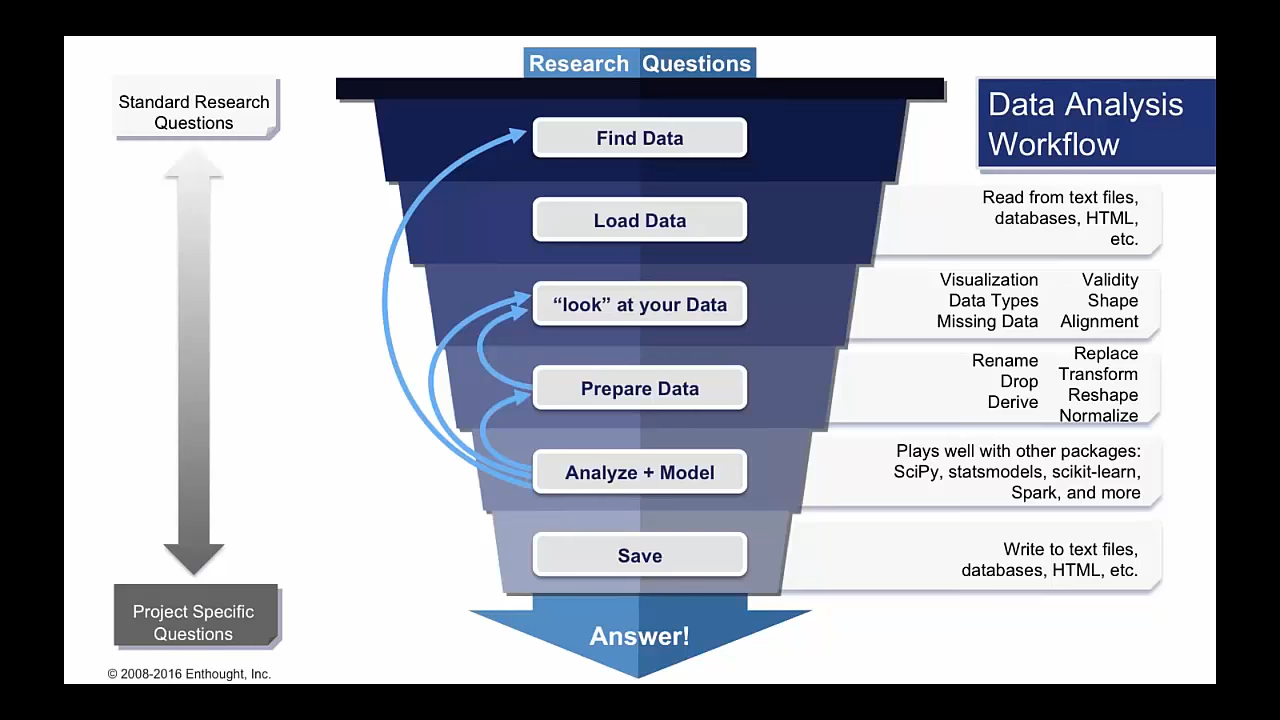 Research Questions
Standard Research
Questions
Data Analysis
Workflow
Find Data
Load Data
Read from text files,
databases, HTML,
etc.
“look” at your Data
Visualization
Data Types
Missing Data
Validity
Shape
Alignment
Prepare Data
Rename
Drop
Derive
Replace
Transform
Reshape
Normalize
Analyze + Model
Plays well with other packages:
SciPy, statsmodels, scikit-learn,
Spark, and more
Save
Write to text files,
databases, HTML, etc.
Project Specific
Questions
Answer!
© 2008-2016 Enthought, Inc.